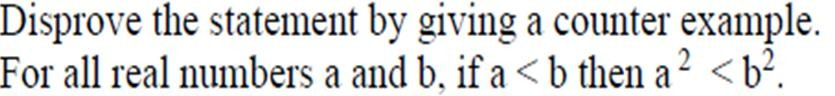 Disprove the statement by giving a counter example.
For all real numbers a and b, if a < b then a² < b².